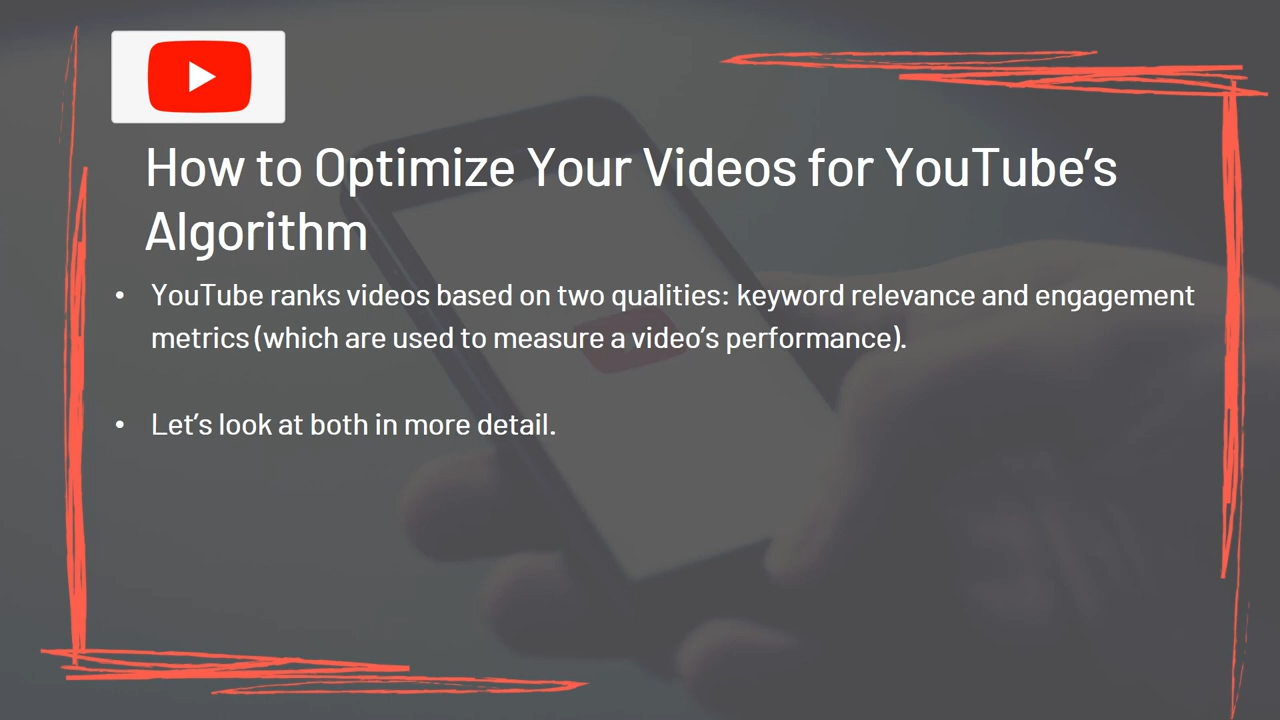 How to Optimize Your Videos for YouTube’s
Algorithm
• YouTube ranks videos based on two qualities: keyword relevance and engagement
metrics (which are used to measure a video’s performance).
• Let’s look at both in more detail.